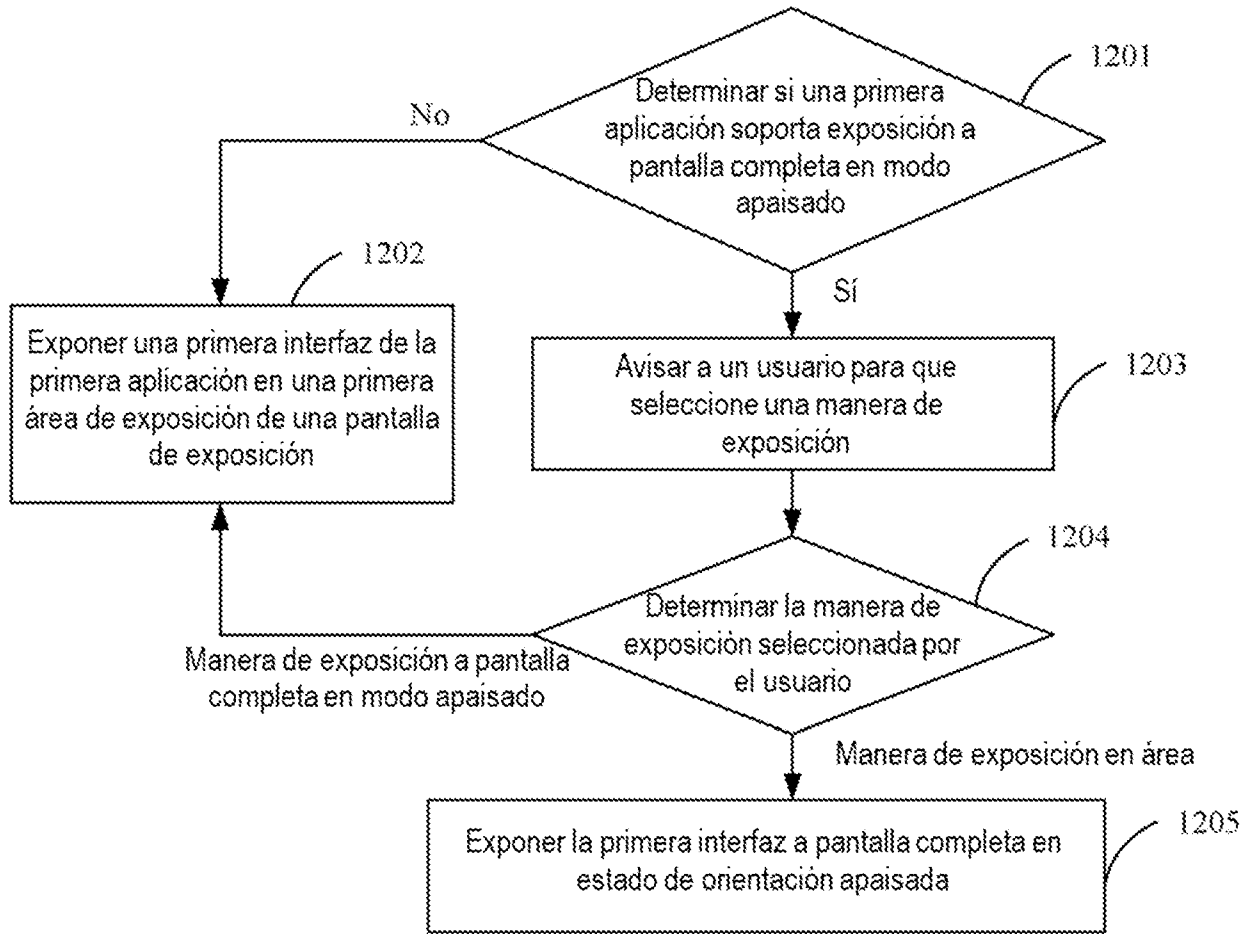 1201
Determinar si una primera
aplicación soporta exposición a
pantalla completa en modo
apaisado
No
Sí
1202
Exponer una primera interfaz de la
primera aplicación en una primera
área de exposición de una pantalla
de exposición
1203
Avisar a un usuario para que
seleccione una manera de
exposición
1204
Determinar la manera de
exposición seleccionada por
el usuario
Manera de exposición a pantalla
completa en modo apaisado
Manera de exposición en área
1205
Exponer la primera interfaz a pantalla completa en
estado de orientación apaisada